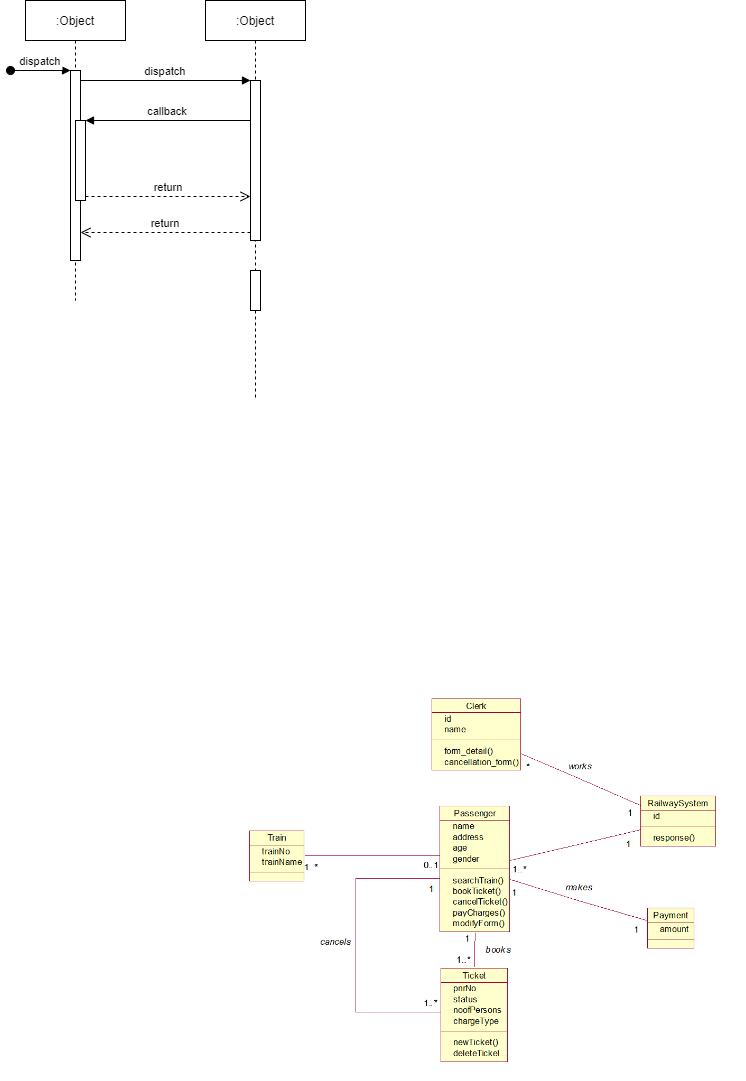 :Object
:Object
dispatch
dispatch
callback
return
return
Clerk
id
name
form_detail()
cancellation_form()
*
works
1
RailwaySystem
id
response()
1
Passenger
name
address
age
gender
searchTrain()
bookTicket()
cancelTicket()
payCharges()
modifyForm()
Train
trainNo
trainName
1..*
0..1
1..*
1
1
makes
1
Payment
amount
cancels
1
books
1..*
1..*
Ticket
pnrNo
status
noofPersons
chargeType
newTicket()
deleteTicket